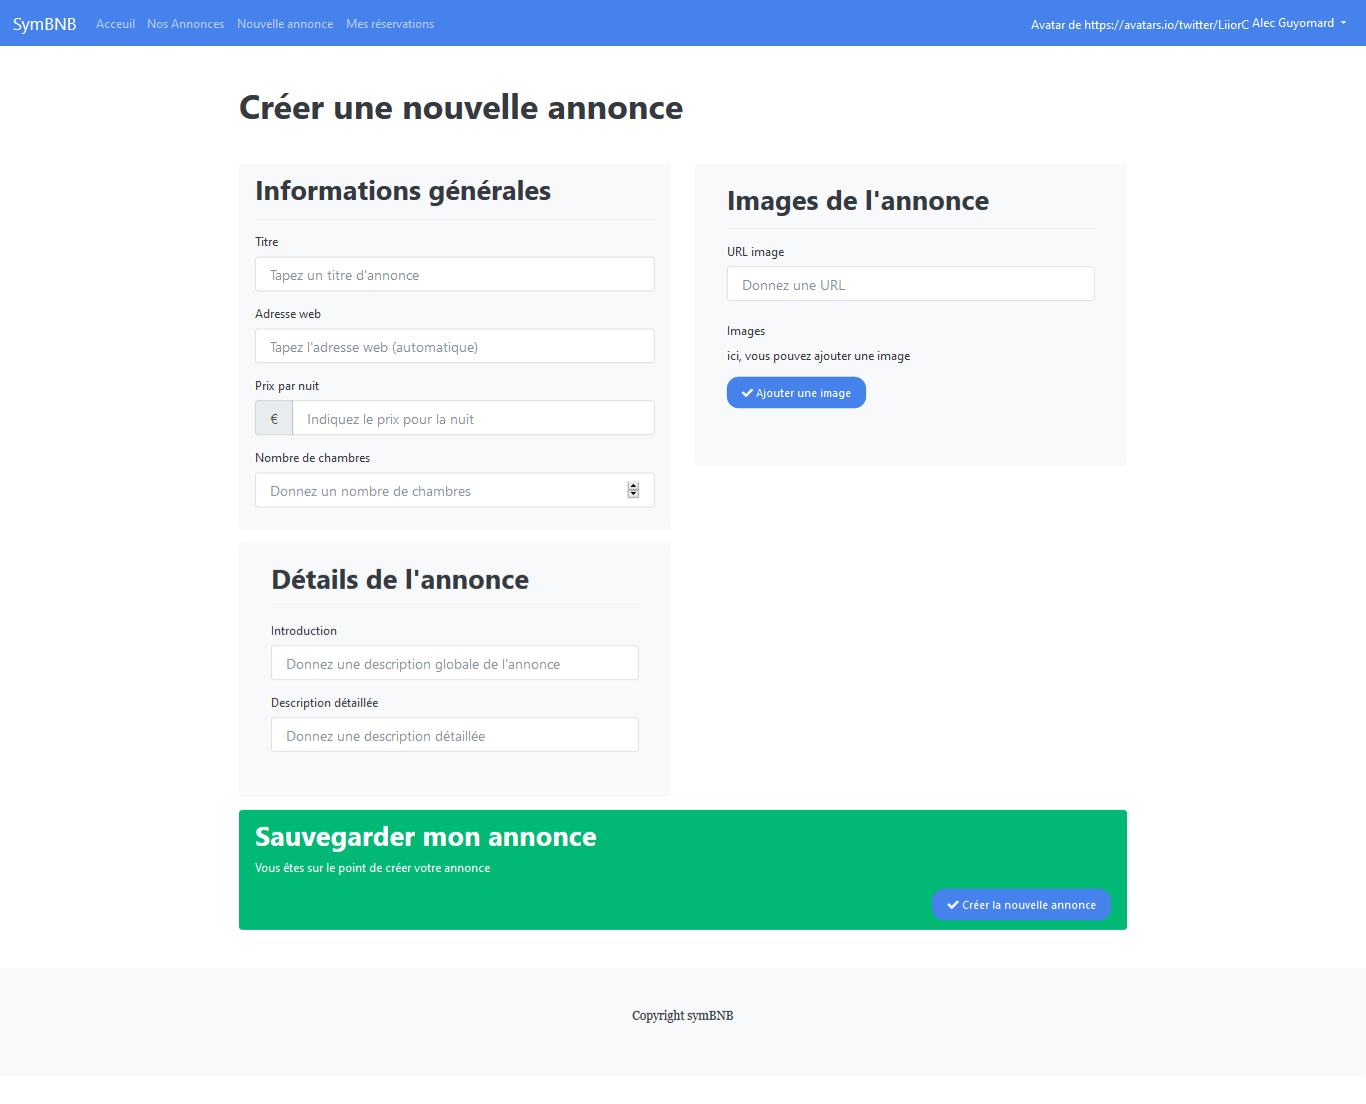 SymBNB Acceuil Nos Annonces Nouvelle annonce Mes réservations Avatar de https://avatars.io/twitter/LiiorC Alec Guyomard
Créer une nouvelle annonce
Informations générales
Titre
Tapez un titre d'annonce
Adresse web
Tapez l'adresse web (automatique)
Prix par nuit
€ Indiquez le prix pour la nuit
Nombre de chambres
Donnez un nombre de chambres
Images de l'annonce
URL image
Donnez une URL
Images
ici, vous pouvez ajouter une image
Ajouter une image
Détails de l'annonce
Introduction
Donnez une description globale de l'annonce
Description détaillée
Donnez une description détaillée
Sauvegarder mon annonce
Vous êtes sur le point de créer votre annonce
Créer la nouvelle annonce
Copyright symBNB